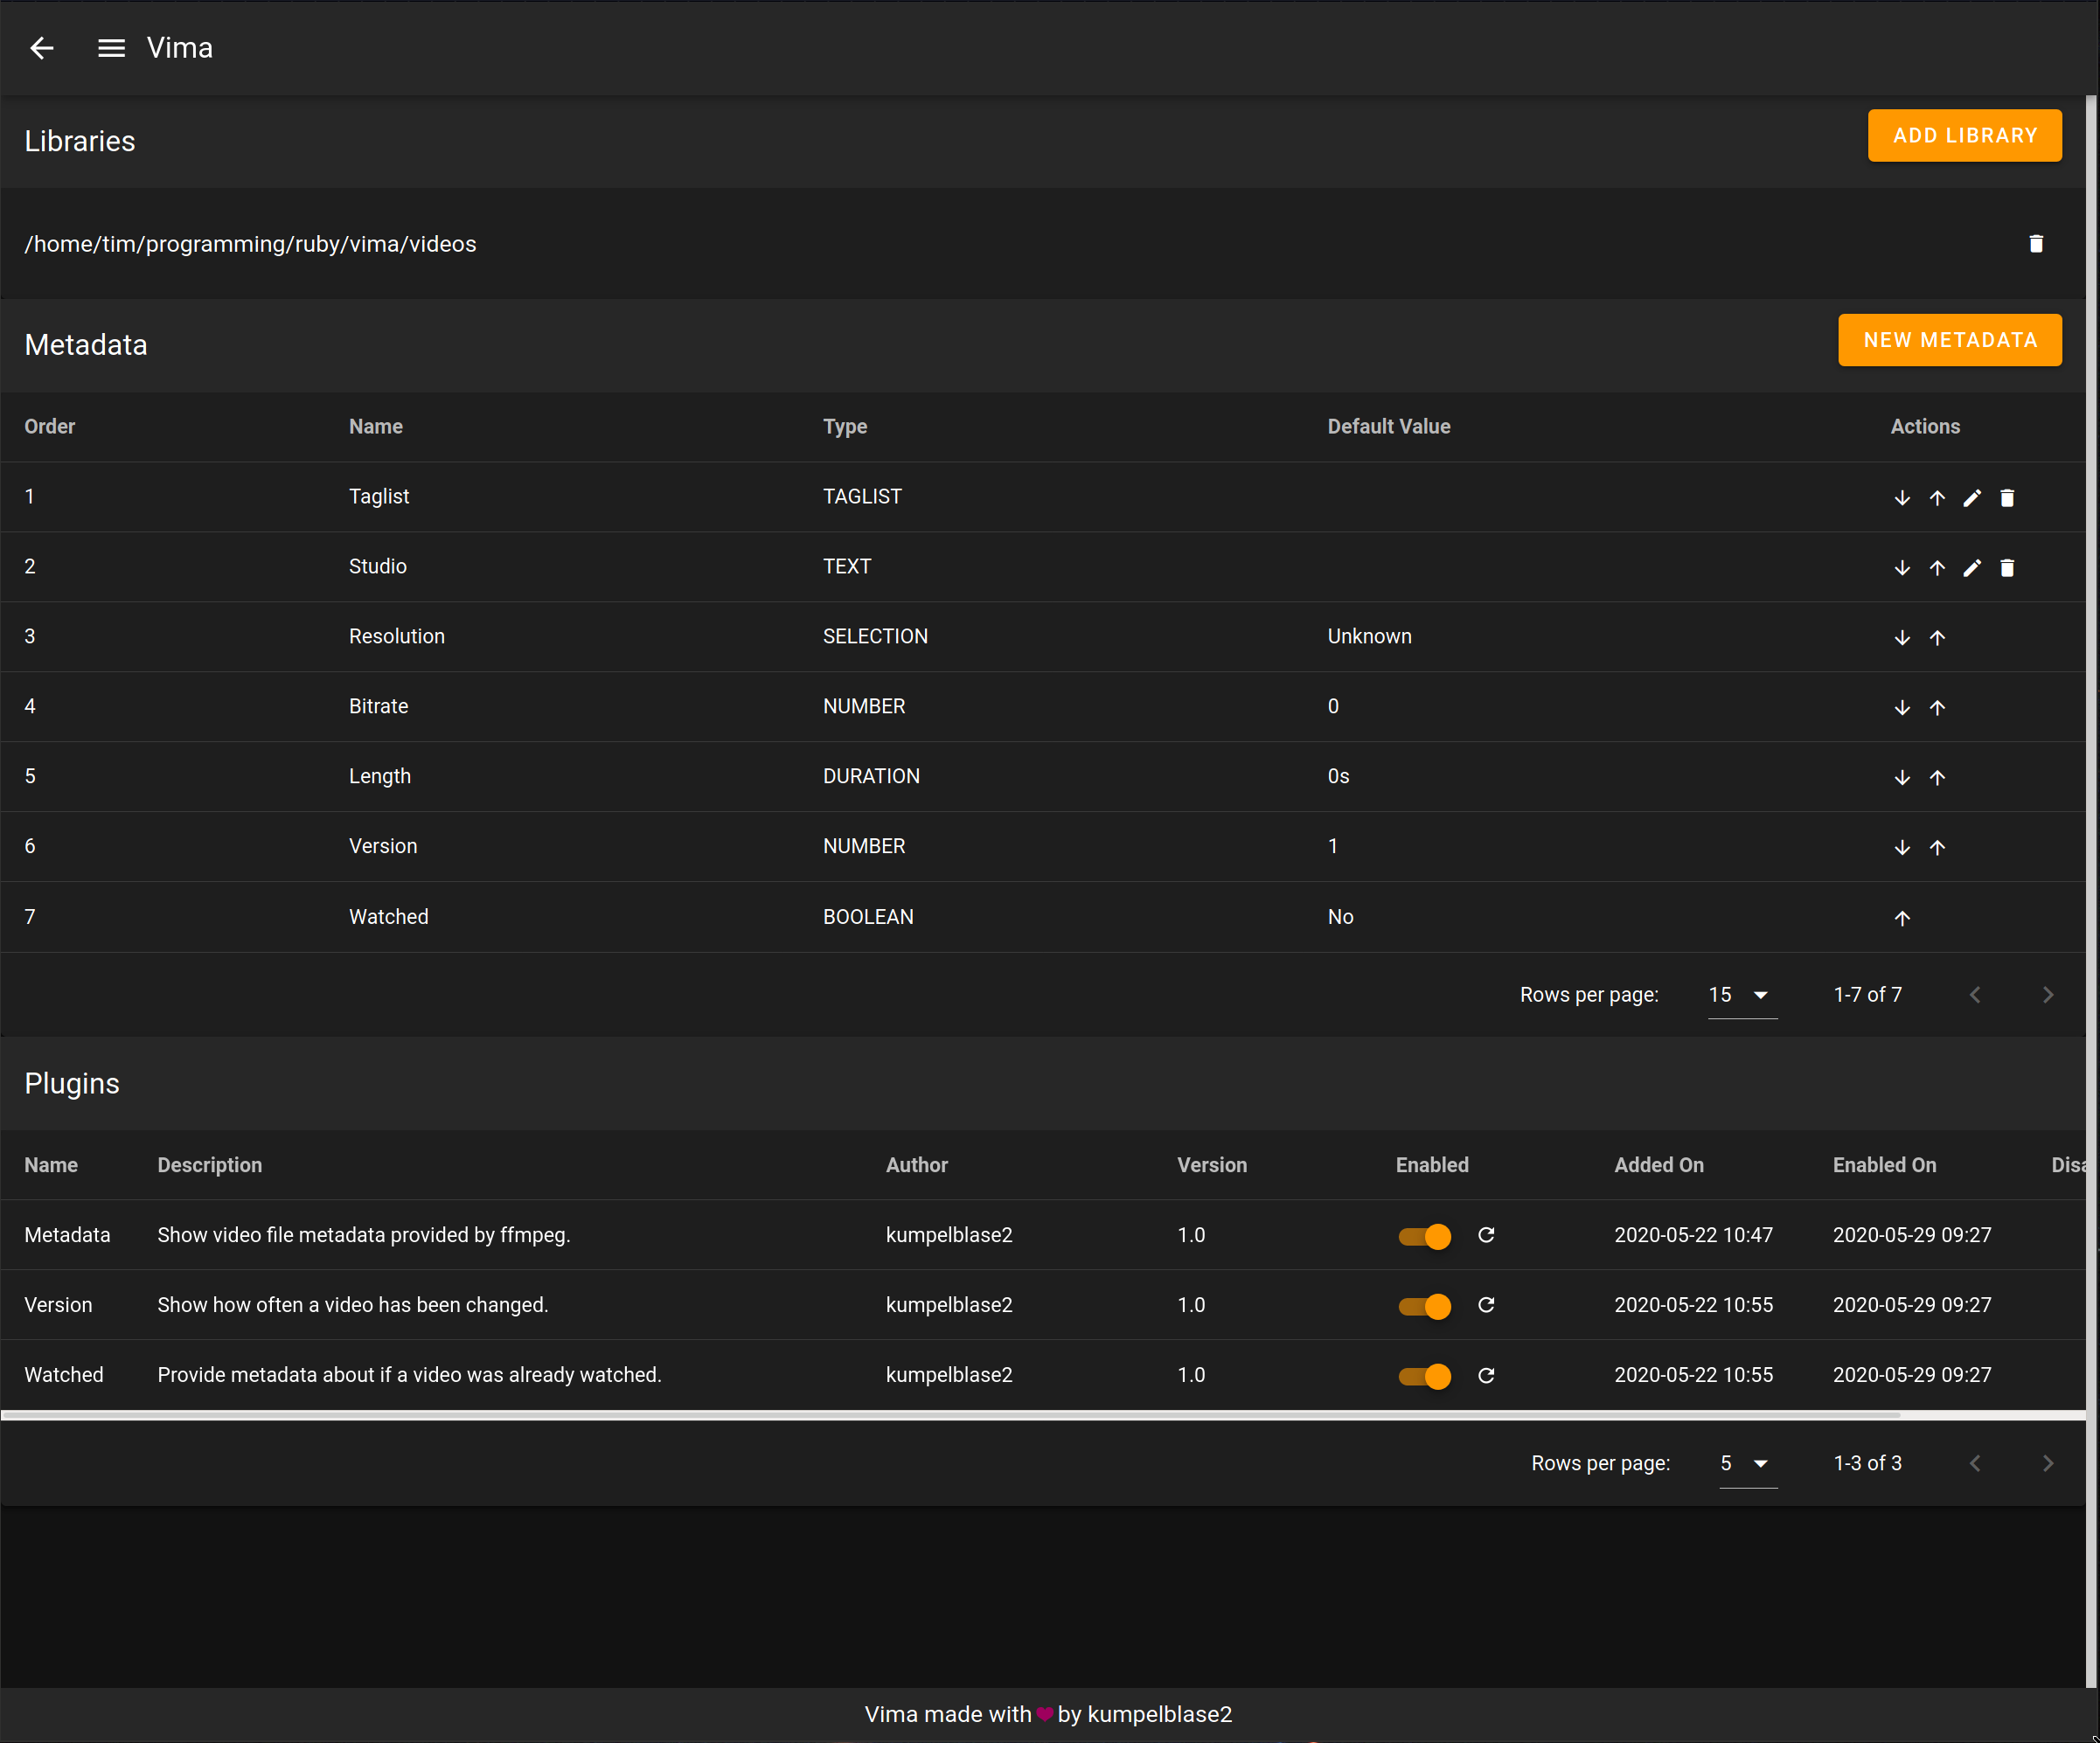 Vima
Libraries
ADD LIBRARY
/home/tim/programming/ruby/vima/videos
Metadata
NEW METADATA
Order Name Type Default Value Actions
1 Taglist TAGLIST
2 Studio TEXT
3 Resolution SELECTION Unknown
4 Bitrate NUMBER 0
5 Length DURATION 0s
6 Version NUMBER 1
7 Watched BOOLEAN No
Rows per page: 15 1-7 of 7
Plugins
Name Description Author Version Enabled Added On Enabled On
Metadata Show video file metadata provided by ffmpeg. kumpelblase2 1.0 2020-05-22 10:47 2020-05-29 09:27
Version Show how often a video has been changed. kumpelblase2 1.0 2020-05-22 10:55 2020-05-29 09:27
Watched Provide metadata about if a video was already watched. kumpelblase2 1.0 2020-05-22 10:55 2020-05-29 09:27
Rows per page: 5 1-3 of 3
Vima made with ♥ by kumpelblase2